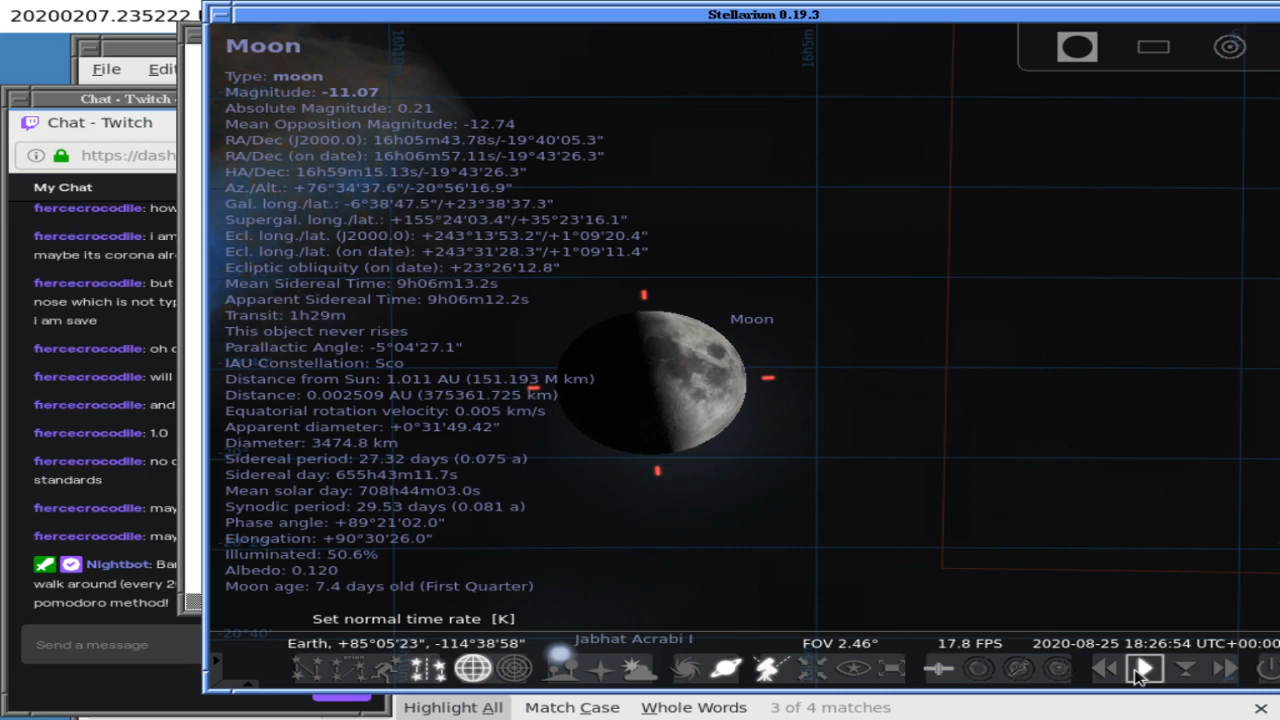 20200207.235222
Stellarium 0.19.3
File Edi
Chat - Twitch
Chat - Twitch
https://dash
My Chat
fiercecrocodile: how
fiercecrocodile: i am
maybe its corona alr
fiercecrocodile: but
nose which is not typ
i am save
fiercecrocodile: oh c
fiercecrocodile: will
fiercecrocodile: and
fiercecrocodile: 1.0
fiercecrocodile: no c
standards
fiercecrocodile: may
fiercecrocodile: may
Nightbot: Bar
walk around (every 2
pomodoro method!
Send a message
Moon
Type: moon
Magnitude: -11.07
Absolute Magnitude: 0.21
Mean Opposition Magnitude: -12.74
RA/Dec (J2000.0): 16h05m43.78s/-19°40'05.3"
RA/Dec (on date): 16h06m57.11s/-19°43'26.3"
HA/Dec: 16h59m15.13s/-19°43'26.3"
Az./Alt.: +76°34'37.6"/-20°56'16.9"
Gal. long./lat.: -6°38'47.5"/+23°38'37.3"
Supergal. long./lat.: +155°24'03.4"/+35°23'16.1"
Ecl. long./lat. (J2000.0): +243°13'53.2"/+1°09'20.4"
Ecl. long./lat. (on date): +243°31'28.3"/+1°09'11.4"
Ecliptic obliquity (on date): +23°26'12.8"
Mean Sidereal Time: 9h06m13.2s
Apparent Sidereal Time: 9h06m12.2s
Transit: 1h29m
This object never rises
Parallactic Angle: -5°04'27.1"
IAU Constellation: Sco
Distance from Sun: 1.011 AU (151.193 M km)
Distance: 0.002509 AU (375361.725 km)
Equatorial rotation velocity: 0.005 km/s
Apparent diameter: +0°31'49.42"
Diameter: 3474.8 km
Sidereal period: 27.32 days (0.075 a)
Sidereal day: 655h43m11.7s
Mean solar day: 708h44m03.0s
Synodic period: 29.53 days (0.081 a)
Phase angle: +89°21'02.0"
Elongation: +90°30'26.0"
Illuminated: 50.6%
Albedo: 0.120
Moon age: 7.4 days old (First Quarter)
16h10m
16h5m
Moon
-20°40'
Set normal time rate [K]
Jabhat Acrabi I
Earth, +85°05'23", -114°38'58" FOV 2.46° 17.8 FPS 2020-08-25 18:26:54 UTC+00:00
Highlight All Match Case Whole Words 3 of 4 matches